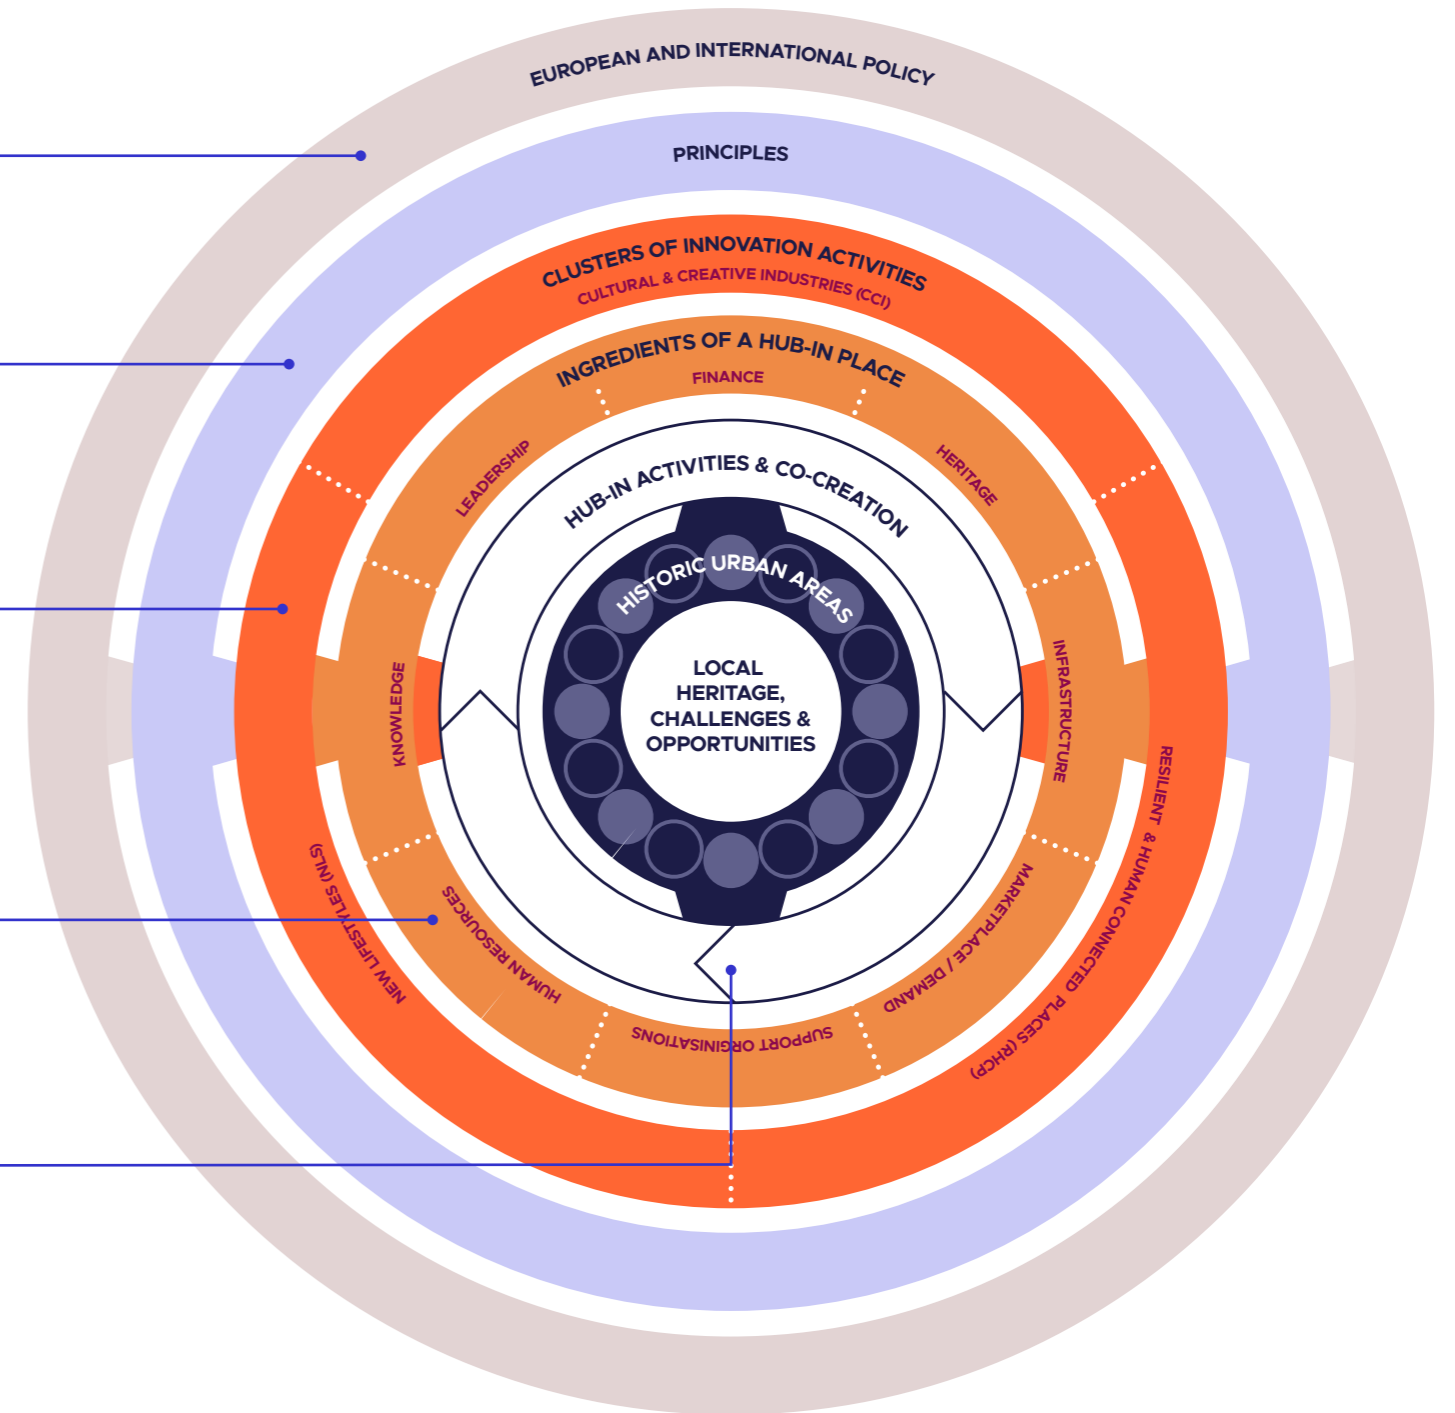 EUROPEAN AND INTERNATIONAL POLICY
PRINCIPLES
CLUSTERS OF INNOVATION ACTIVITIES
CULTURAL & CREATIVE INDUSTRIES (CCI)
INGREDIENTS OF A HUB-IN PLACE
FINANCE
LEADERSHIP
HERITAGE
HUB-IN ACTIVITIES & CO-CREATION
HISTORIC URBAN AREAS
LOCAL
HERITAGE,
CHALLENGES &
OPPORTUNITIES
KNOWLEDGE
INFRASTRUCTURE
RESILIENT & HUMAN CONNECTED PLACES (RHCP)
NEW LIFESTYLES (NLS)
HUMAN RESOURCES
MARKETPLACE / DEMAND
SUPPORT ORGINISATIONS